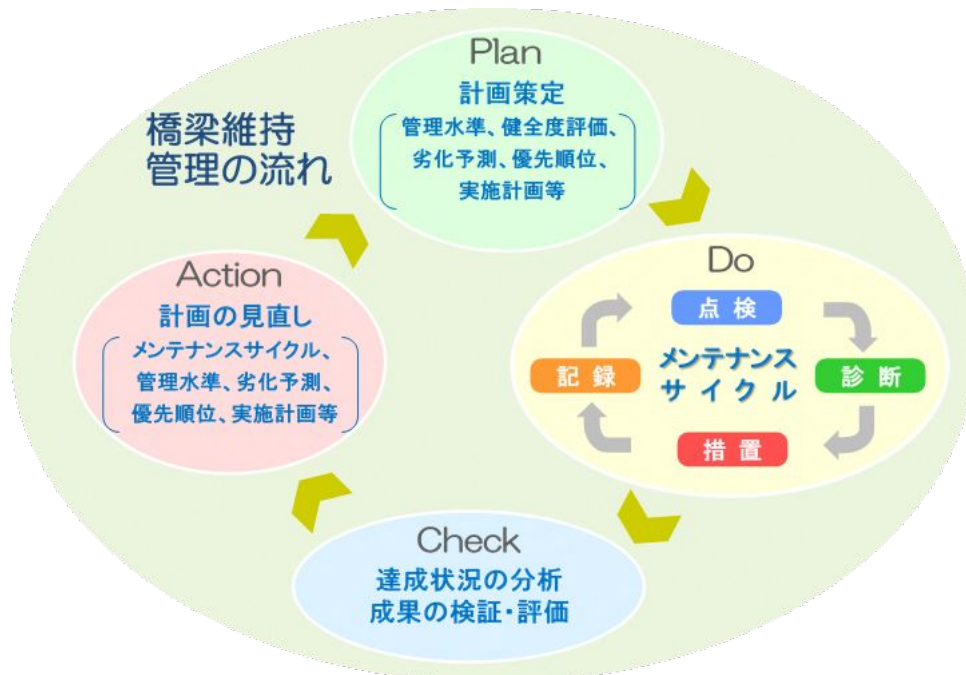 橋梁維持
管理の流れ
Plan
計画策定
管理水準、健全度評価、
劣化予測、優先順位、
実施計画等
Do
点検
診断
措置
記録
メンテナンス
サイクル
Check
達成状況の分析
成果の検証・評価
Action
計画の見直し
メンテナンスサイクル、
管理水準、劣化予測、
優先順位、実施計画等